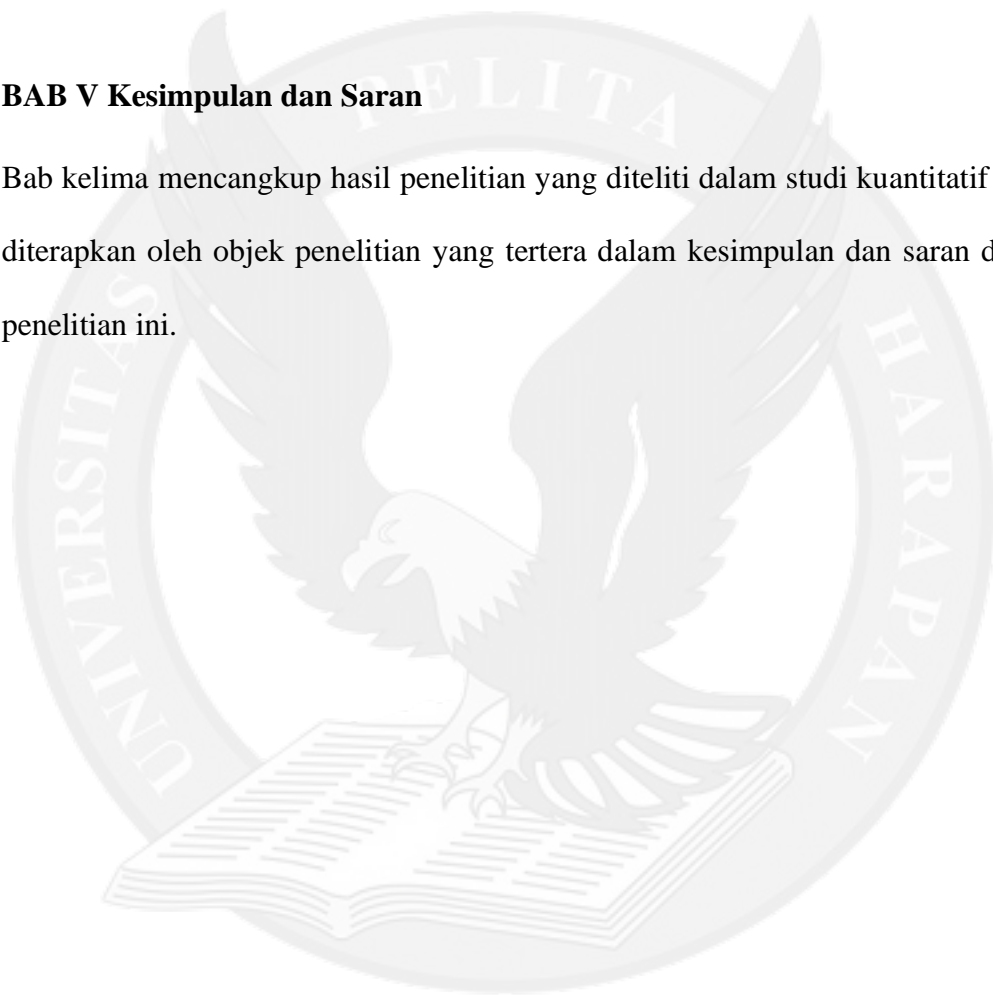 BAB V Kesimpulan dan Saran
Bab kelima mencangkup hasil penelitian yang diteliti dalam studi kuantitatif
diterapkan oleh objek penelitian yang tertera dalam kesimpulan dan saran d
penelitian ini.
UNIVERSITAS PELITA HARAPAN